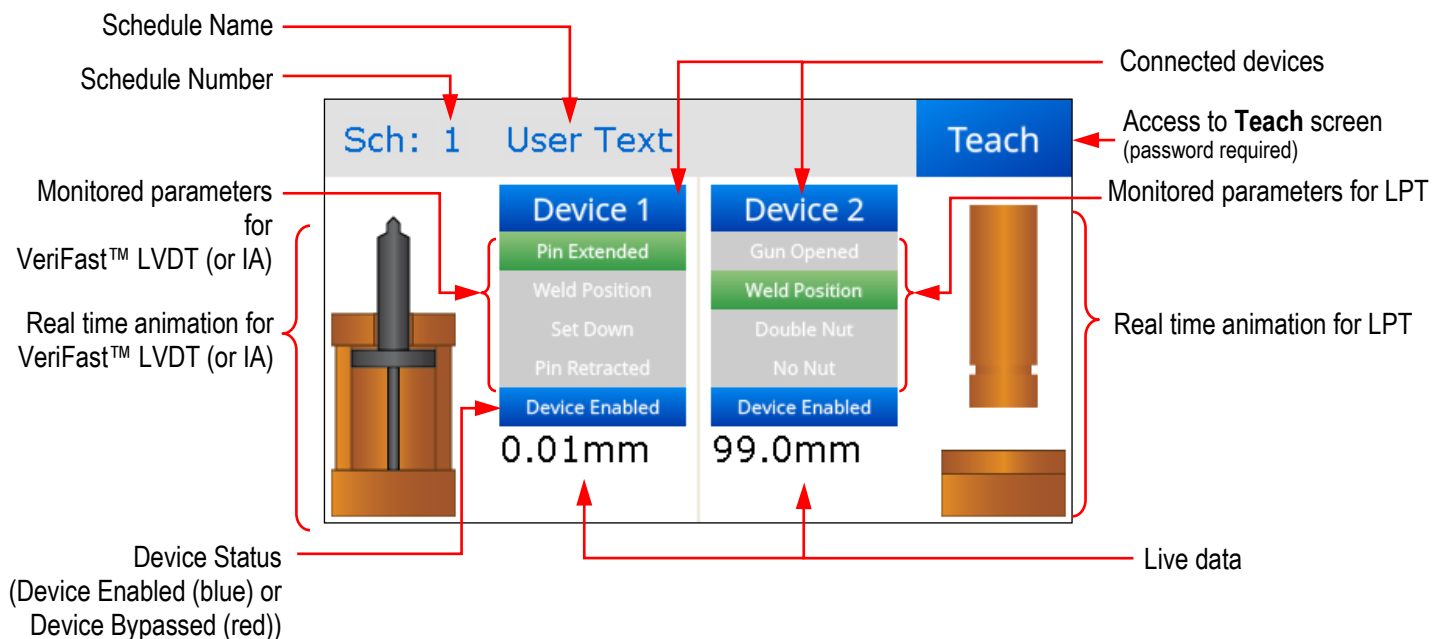 Schedule Name
Schedule Number
Connected devices
Access to Teach screen
(password required)
Sch: 1 User Text
Teach
Monitored parameters
for
VeriFast™ LVDT (or IA)
Monitored parameters for LPT
Device 1
Pin Extended
Weld Position
Set Down
Pin Retracted
Device Enabled
0.01mm
Device 2
Gun Opened
Weld Position
Double Nut
No Nut
Device Enabled
99.0mm
Real time animation for
VeriFast™ LVDT (or IA)
Real time animation for LPT
Device Status
(Device Enabled (blue) or
Device Bypassed (red))
Live data